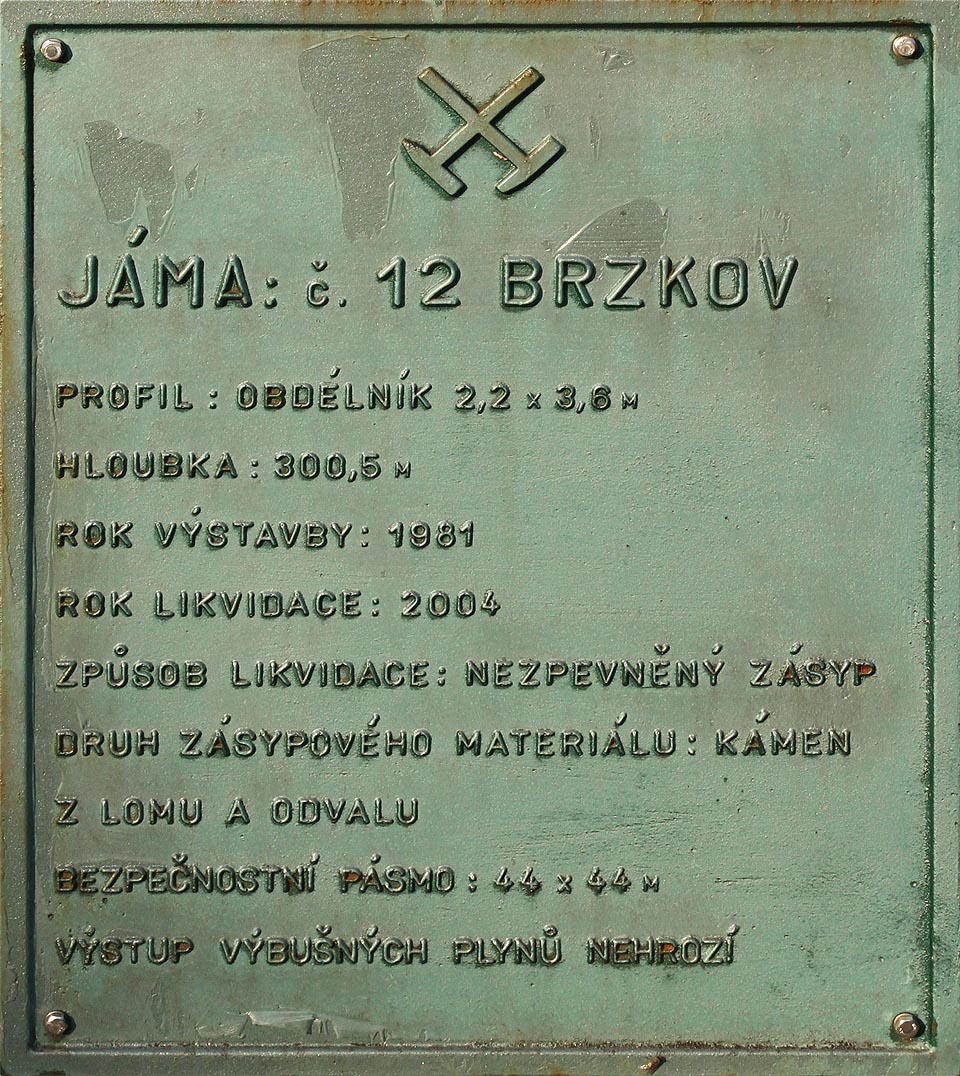 JÁMA: č. 12 BRZKOV
PROFIL: OBDÉLNÍK 2,2 x 3,6 M
HLOUBKA: 300,5 M
ROK VÝSTAVBY: 1981
ROK LIKVIDACE: 2004
ZPŮSOB LIKVIDACE: NEZPEVNĚNÝ ZÁSYP
DRUH ZÁSYPOVÉHO MATERIÁLU: KÁMEN
Z LOMU A ODVALU
BEZPEČNOSTNÍ PÁSMO: 44 x 44 M
VÝSTUP VÝBUŠNÝCH PLYNŮ NEHROZÍ